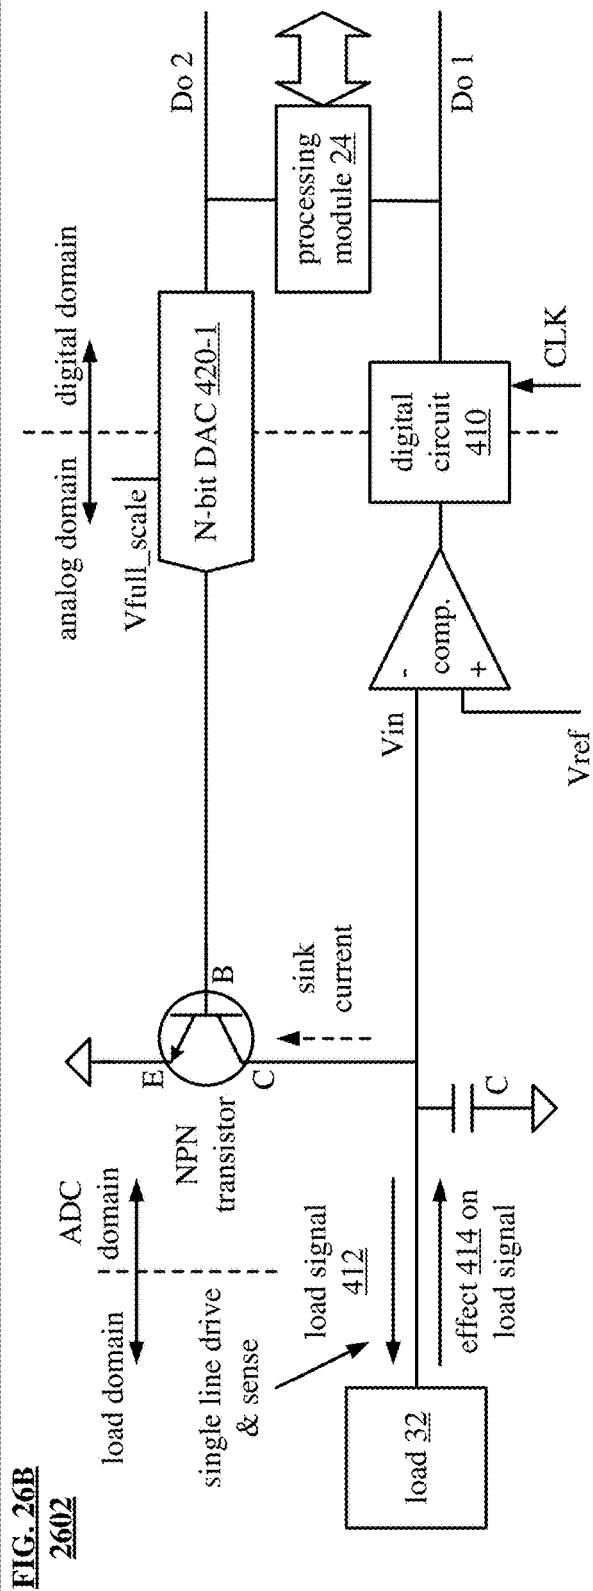 FIG. 26B
2602
load domain
ADC
domain
analog domain
digital domain
single line drive
& sense
NPN
transistor
E
B
C
sink
current
Vfull_scale
N-bit DAC 420-1
Do 2
processing
module 24
load signal
412
load 32
effect 414 on
load signal
C
Vin
Vref
-
+
comp.
digital
circuit
410
CLK
Do 1